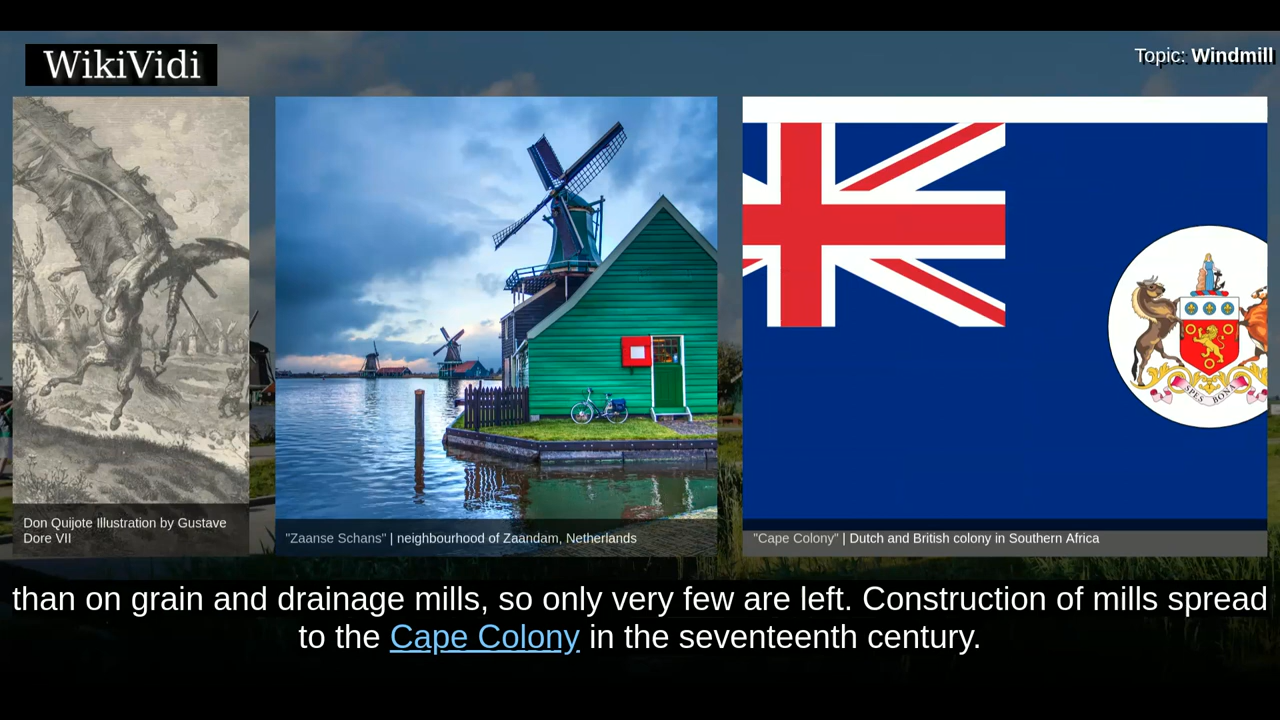 WikiVidi
Topic: Windmill
Don Quijote Illustration by Gustave
Dore VII
"Zaanse Schans" | neighbourhood of Zaandam, Netherlands
SPES BON
"Cape Colony" | Dutch and British colony in Southern Africa
than on grain and drainage mills, so only very few are left. Construction of mills spread
to the Cape Colony in the seventeenth century.